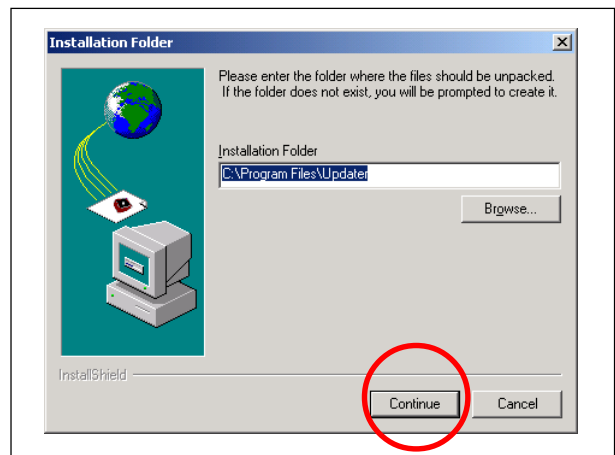 Installation Folder
Please enter the folder where the files should be unpacked.
If the folder does not exist, you will be prompted to create it.
Installation Folder
C:\Program Files\Updater
Browse...
InstallShield
Continue
Cancel